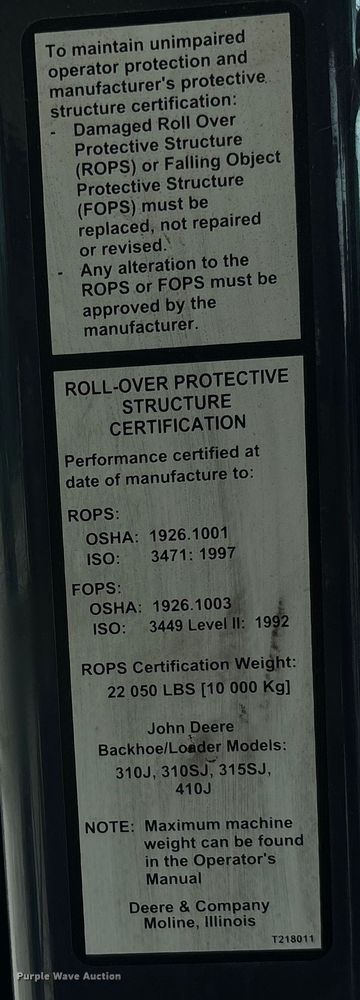 To maintain unimpaired
operator protection and
manufacturer's protective
structure certification:
- Damaged Roll Over
Protective Structure
(ROPS) or Falling Object
Protective Structure
(FOPS) must be
replaced, not repaired
or revised.
- Any alteration to the
ROPS or FOPS must be
approved by the
manufacturer.
ROLL-OVER PROTECTIVE
STRUCTURE
CERTIFICATION
Performance certified at
date of manufacture to:
ROPS:
OSHA: 1926.1001
ISO: 3471: 1997
FOPS:
OSHA: 1926.1003
ISO: 3449 Level II: 1992
ROPS Certification Weight:
22 050 LBS [10 000 Kg]
John Deere
Backhoe/Loader Models:
310J, 310SJ, 315SJ,
410J
NOTE: Maximum machine
weight can be found
in the Operator's
Manual
Deere & Company
Moline, Illinois
T218011
Purple Wave Auction